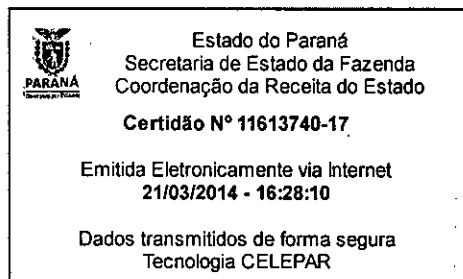 Estado do Paraná
Secretaria de Estado da Fazenda
PARANÁ
Coordenação da Receita do Estado
Certidão Nº 11613740-17
Emitida Eletronicamente via Internet
21/03/2014 - 16:28:10
Dados transmitidos de forma segura
Tecnologia CELEPAR